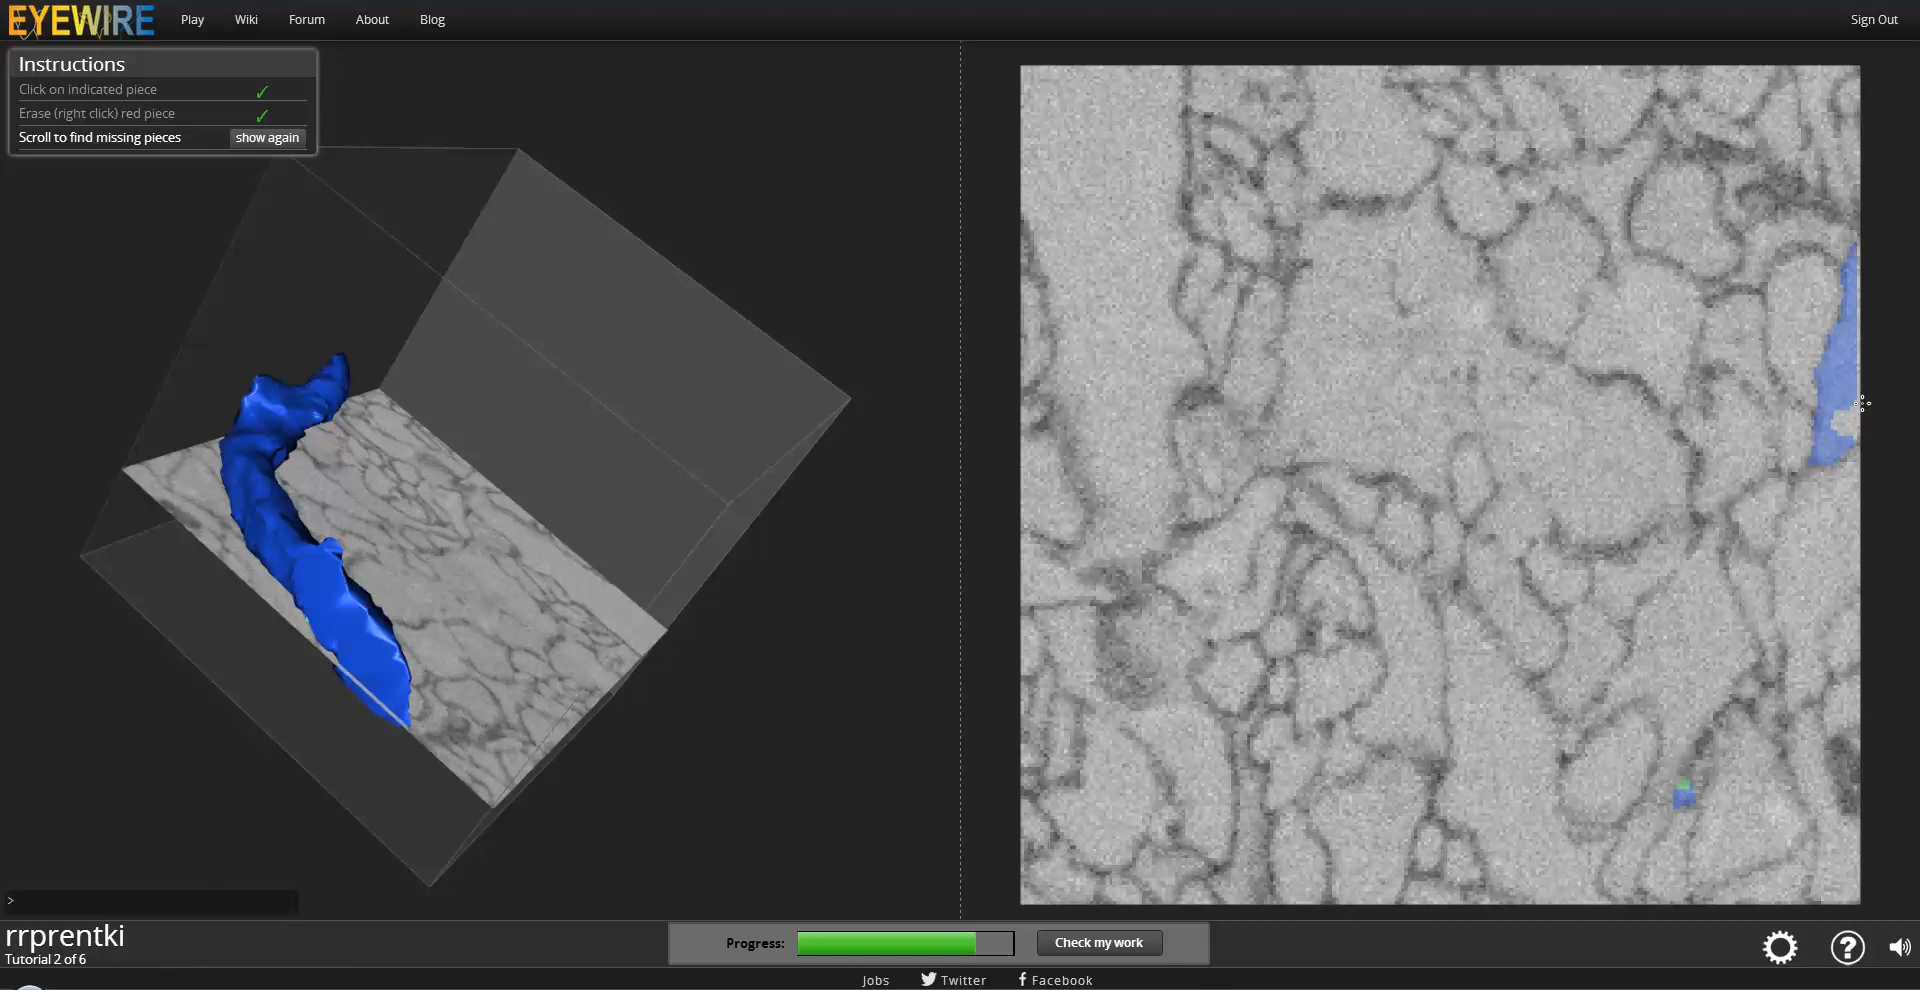 EYEWIRE Play Wiki Forum About Blog Sign Out
Instructions
Click on indicated piece ✓
Erase (right click) red piece ✓
Scroll to find missing pieces show again
>
rrprentki
Tutorial 2 of 6
Progress: Check my work
?
Jobs Twitter Facebook